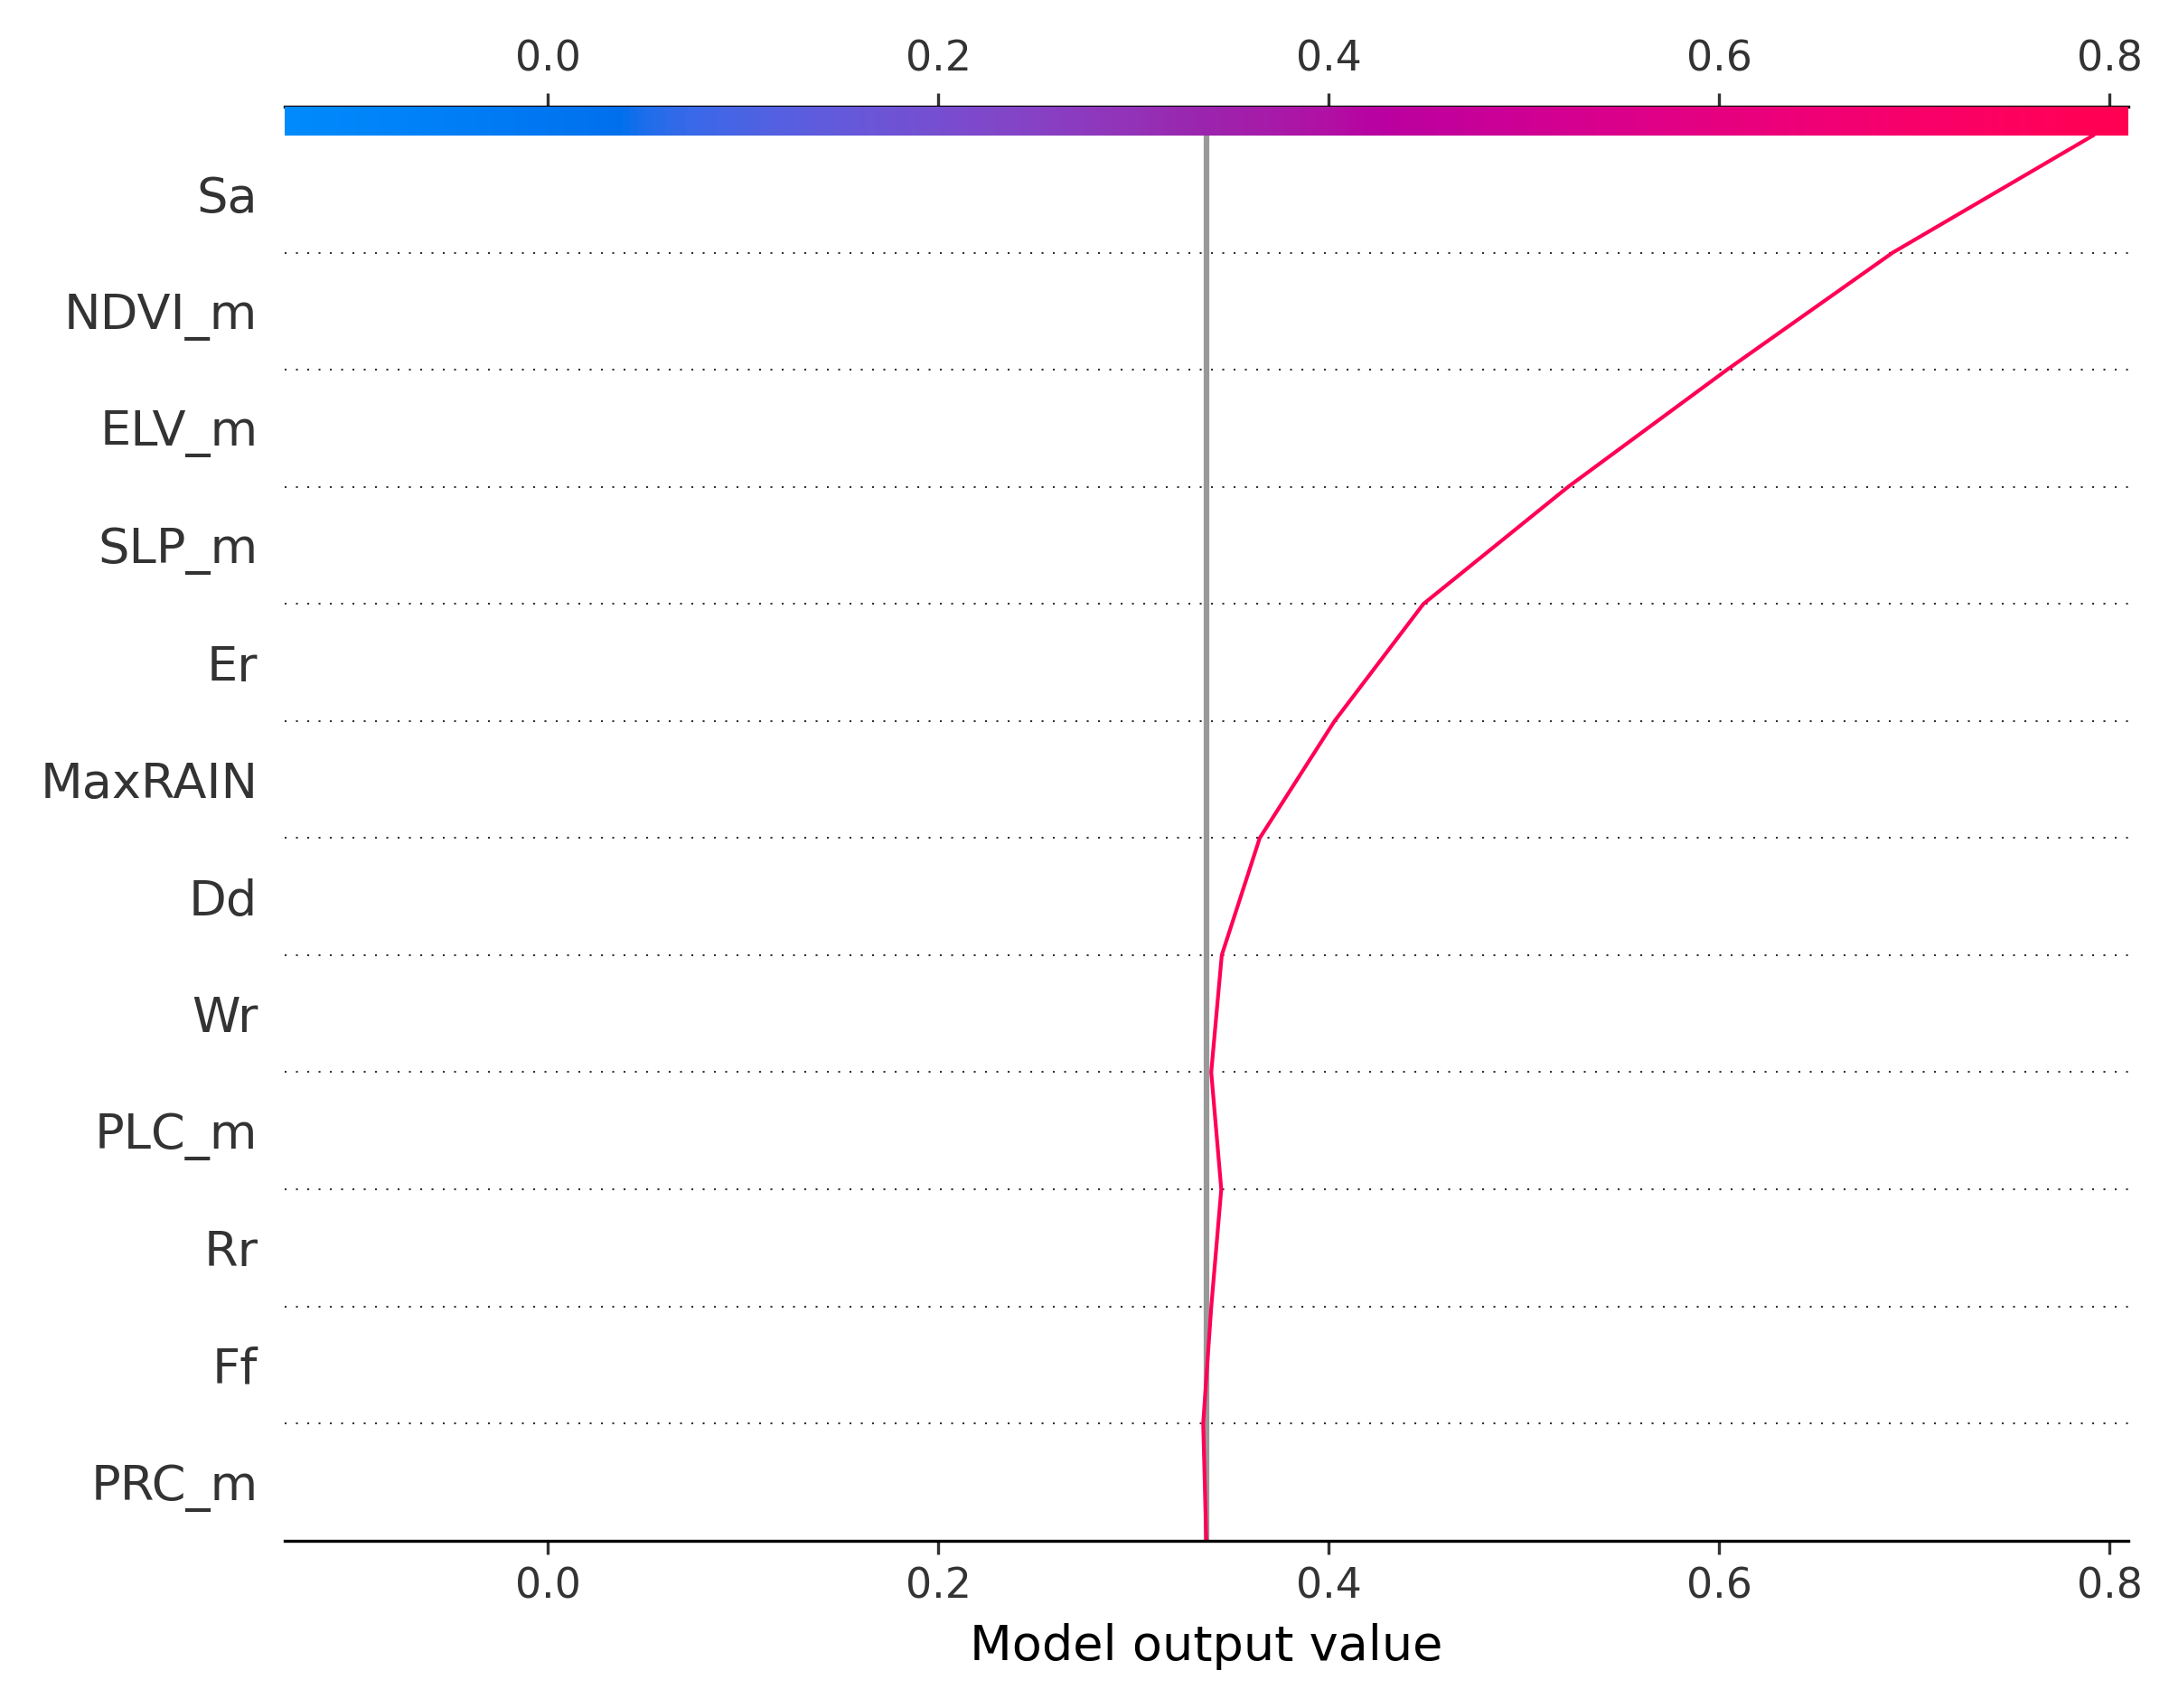 0.0 0.2 0.4 0.6 0.8
Sa
NDVI_m
ELV_m
SLP_m
Er
MaxRAIN
Dd
Wr
PLC_m
Rr
Ff
PRC_m
0.0 0.2 0.4 0.6 0.8
Model output value